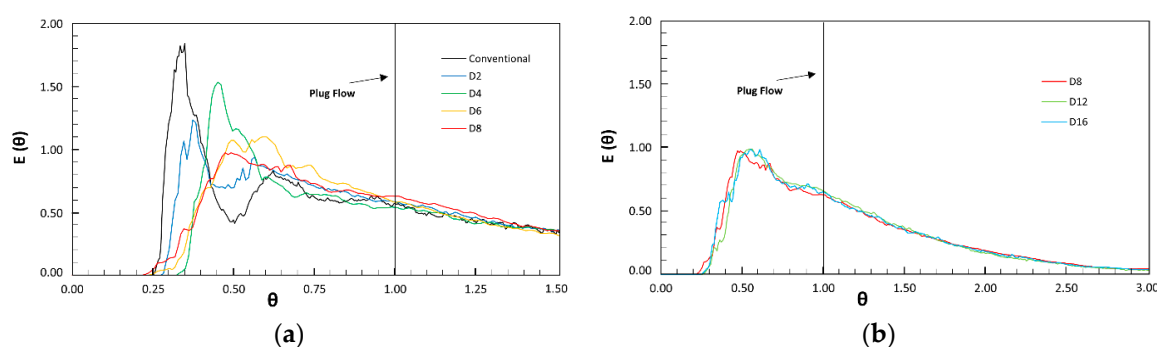 2.00
1.50
1.00
0.50
0.00
E (θ)
Plug Flow
Conventional
D2
D4
D6
D8
0.00 0.25 0.50 0.75 1.00 1.25 1.50
θ
(a)
2.00
1.50
1.00
0.50
0.00
E (θ)
Plug Flow
D8
D12
D16
0.00 0.50 1.00 1.50 2.00 2.50 3.00
θ
(b)